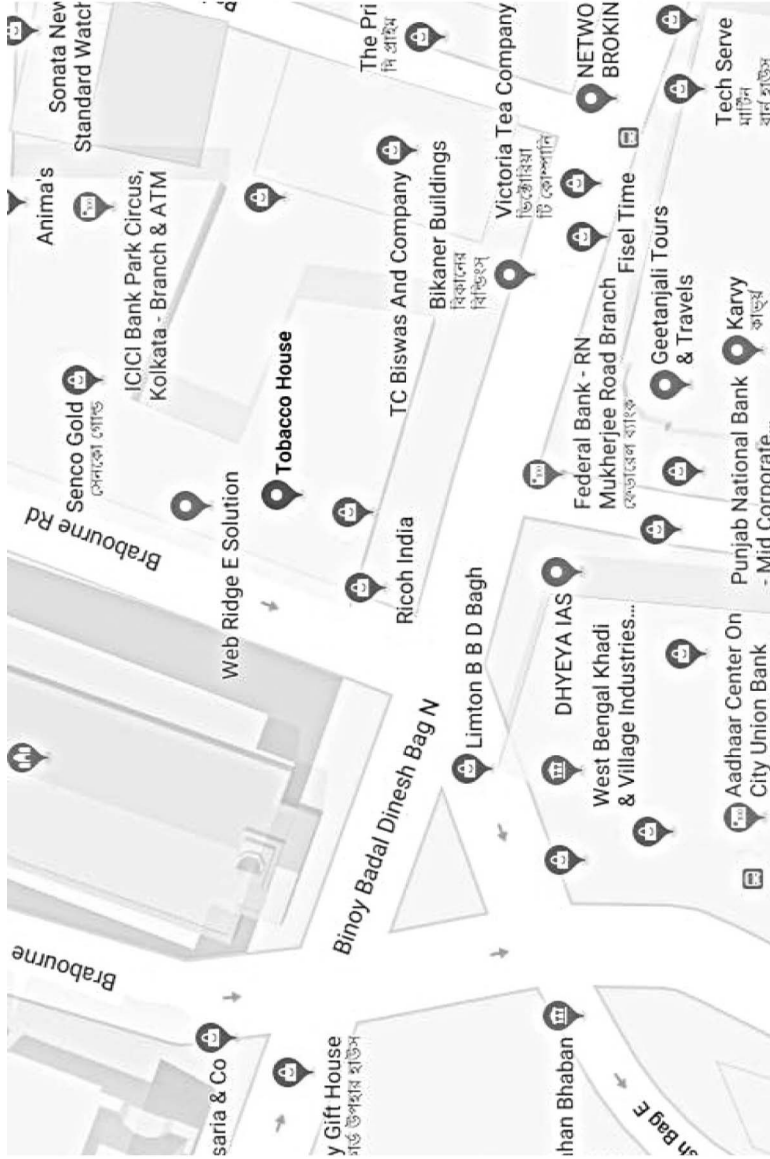 Sonata New
Standard Watch
Anima's
ICICI Bank Park Circus,
Kolkata - Branch & ATM
Senco Gold
সেনকো গোল্ড
Brabourne Rd
Web Ridge E Solution
Tobacco House
The Pri
দি প্রাইম
TC Biswas And Company
Bikaner Buildings
বিকানের
বিল্ডিংস্
Victoria Tea Company
ভিক্টোরিয়া
টি কোম্পানি
NETWO
BROKIN
Ricoh India
Fisel Time
Tech Serve
মার্টিন
বার্ন হাউস
Federal Bank - RN
Mukherjee Road Branch
ফেডারেল ব্যাংক
Geetanjali Tours
& Travels
Karvy
কার্ভ্য
Punjab National Bank
- Mid Corporate...
Limton B B D Bagh
DHYEYA IAS
West Bengal Khadi
& Village Industries...
Aadhaar Center On
City Union Bank
Binoy Badal Dinesh Bag N
Brabourne
saria & Co
y Gift House
কার্ড উপহার হাউস
han Bhaban
sh Bag E